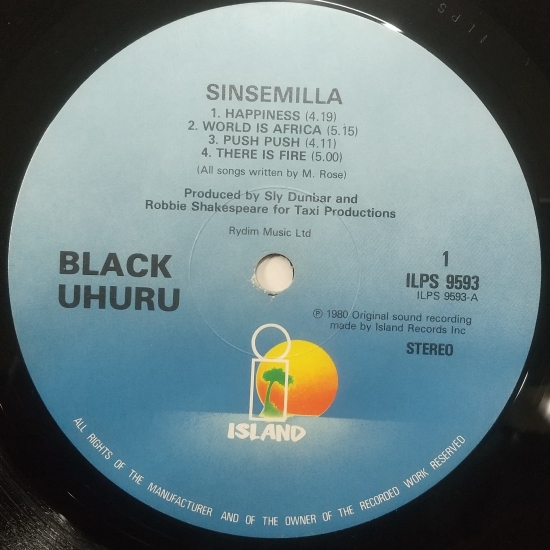 SINSEMILLA
1. HAPPINESS (4.19)
2. WORLD IS AFRICA (5.15)
3. PUSH PUSH (4.11)
4. THERE IS FIRE (5.00)
(All songs written by M. Rose)
Produced by Sly Dunbar and
Robbie Shakespeare for Taxi Productions
Rydim Music Ltd
BLACK
UHURU
1
ILPS 9593
ILPS 9593-A
℗ 1980 Original sound recording
made by Island Records Inc
STEREO
ISLAND
ALL RIGHTS OF THE MANUFACTURER AND OF THE OWNER OF THE RECORDED WORK RESERVED